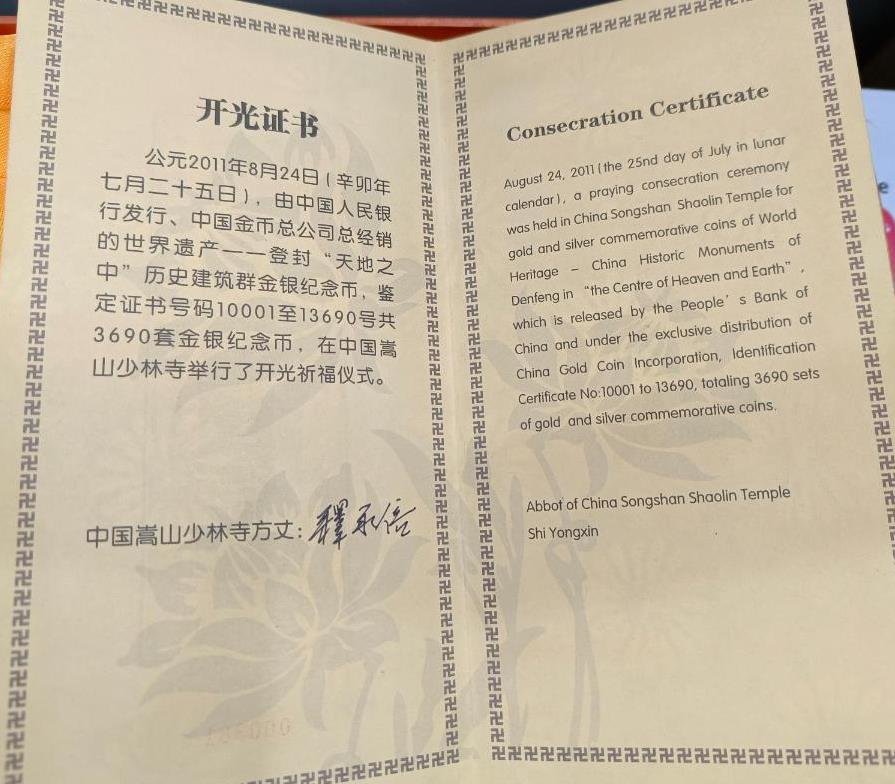 开光证书
公元2011年8月24日（辛卯年
七月二十五日），由中国人民银
行发行、中国金币总公司总经销
的世界遗产——登封“天地之
中”历史建筑群金银纪念币，鉴
定证书号码10001至13690号共
3690套金银纪念币，在中国嵩
山少林寺举行了开光祈福仪式。
中国嵩山少林寺方丈：释永信
Consecration Certificate
August 24, 2011 (the 25nd day of July in lunar
calendar), a praying consecration ceremony
was held in China Songshan Shaolin Temple for
gold and silver commemorative coins of World
Heritage – China Historic Monuments of
Denfeng in “the Centre of Heaven and Earth”,
which is released by the People’s Bank of
China and under the exclusive distribution of
China Gold Coin Incorporation, Identification
Certificate No:10001 to 13690, totaling 3690 sets
of gold and silver commemorative coins.
Abbot of China Songshan Shaolin Temple
Shi Yongxin